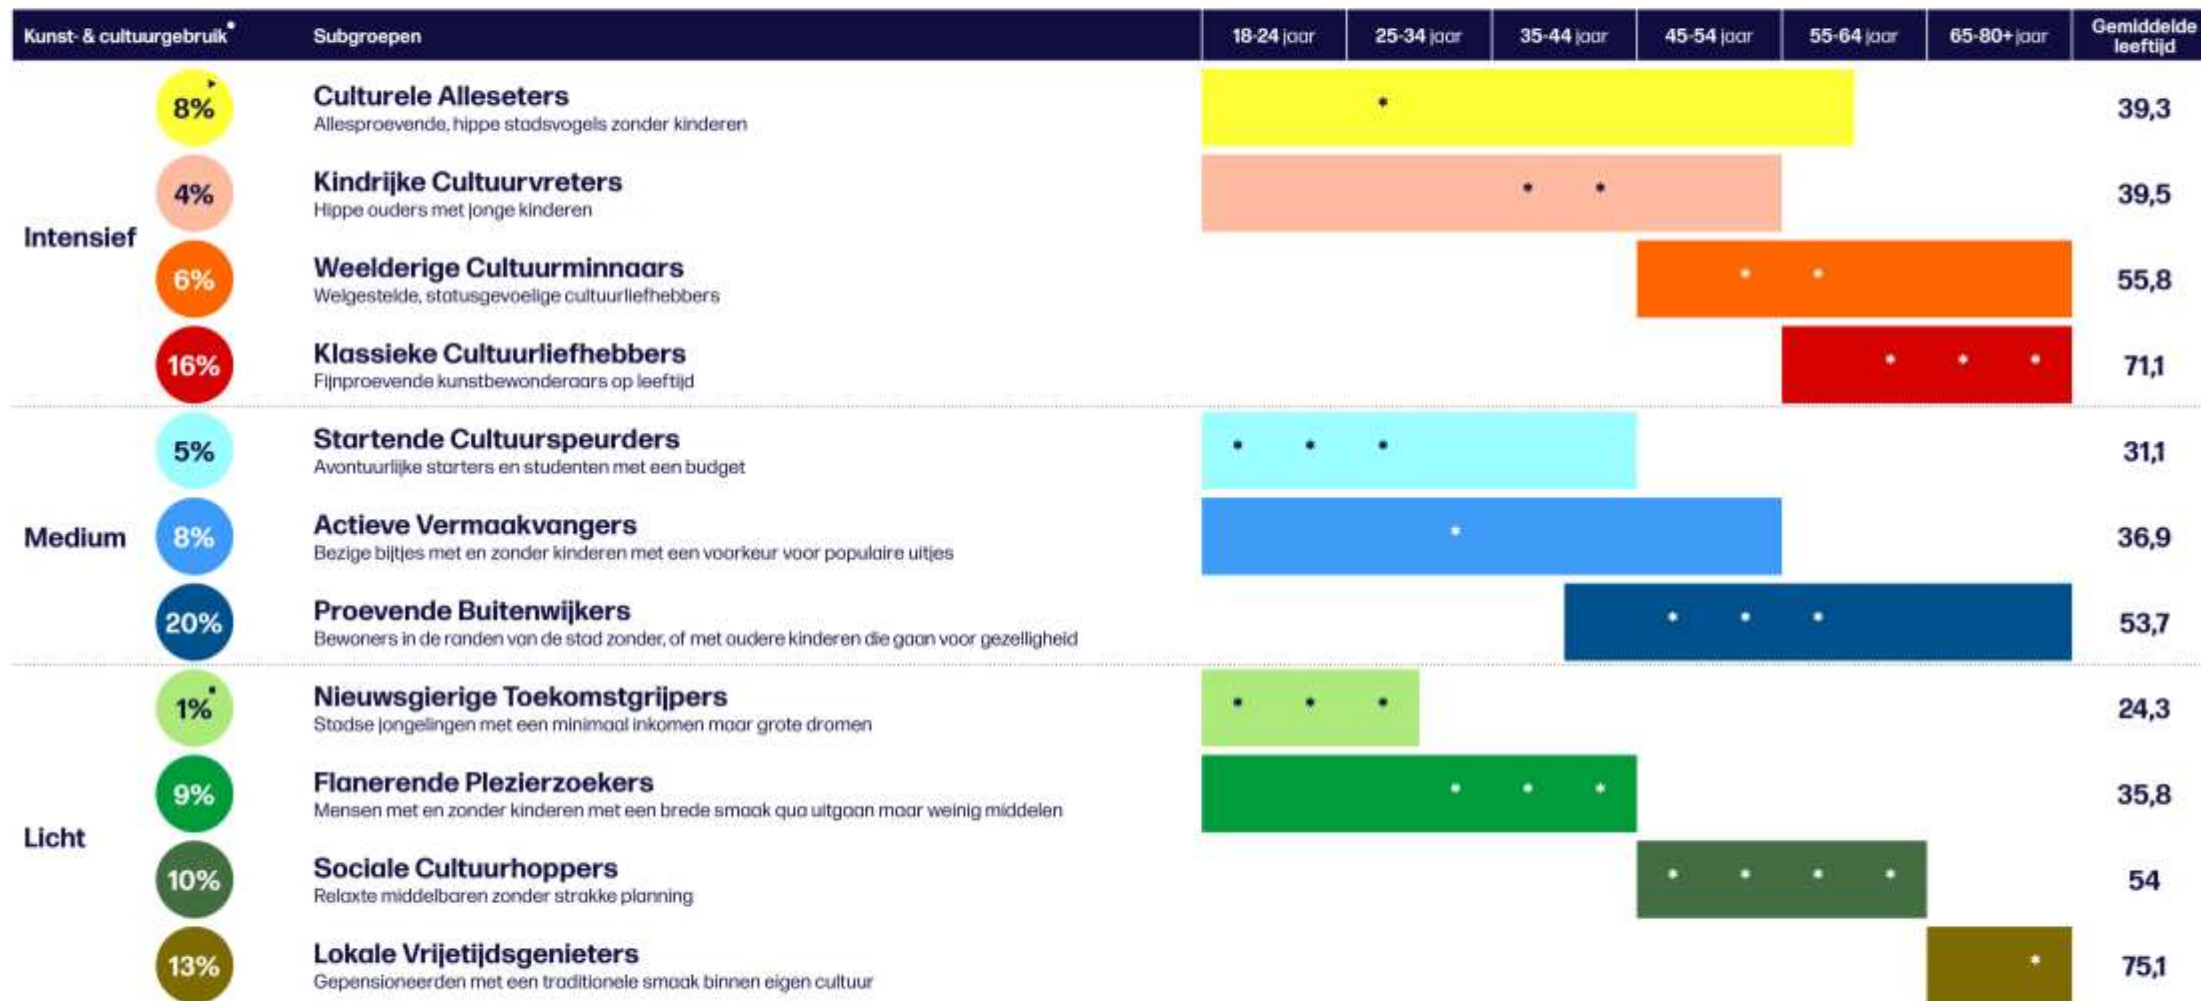 Kunst- & cultuurgebruik* Subgroepen 18-24 jaar 25-34 jaar 35-44 jaar 45-54 jaar 55-64 jaar 65-80+ jaar Gemiddelde leeftijd
Intensief
8% Culturele Alleseters 39,3
Allesproevende, hippe stadsvogels zonder kinderen
4% Kindrijke Cultuurvreters 39,5
Hippe ouders met jonge kinderen
6% Weelderige Cultuurminnaars 55,8
Welgestelde, statusgevoelige cultuurliefhebbers
16% Klassieke Cultuurliefhebbers 71,1
Fijnproevende kunstbewonderaars op leeftijd
Medium
5% Startende Cultuurspeurders 31,1
Avontuurlijke starters en studenten met een budget
8% Actieve Vermaakvangers 36,9
Bezige bijtjes met en zonder kinderen met een voorkeur voor populaire uitjes
20% Proevende Buitenwijkers 53,7
Bewoners in de randen van de stad zonder, of met oudere kinderen die gaan voor gezelligheid
Licht
1% Nieuwsgierige Toekomstgrijpers 24,3
Stadse jongelingen met een minimaal inkomen maar grote dromen
9% Flanerende Plezierzoekers 35,8
Mensen met en zonder kinderen met een brede smaak qua uitgaan maar weinig middelen
10% Sociale Cultuurhoppers 54
Relaxte middelbaren zonder strakke planning
13% Lokale Vrijetijdsgenieters 75,1
Gepensioneerden met een traditionele smaak binnen eigen cultuur